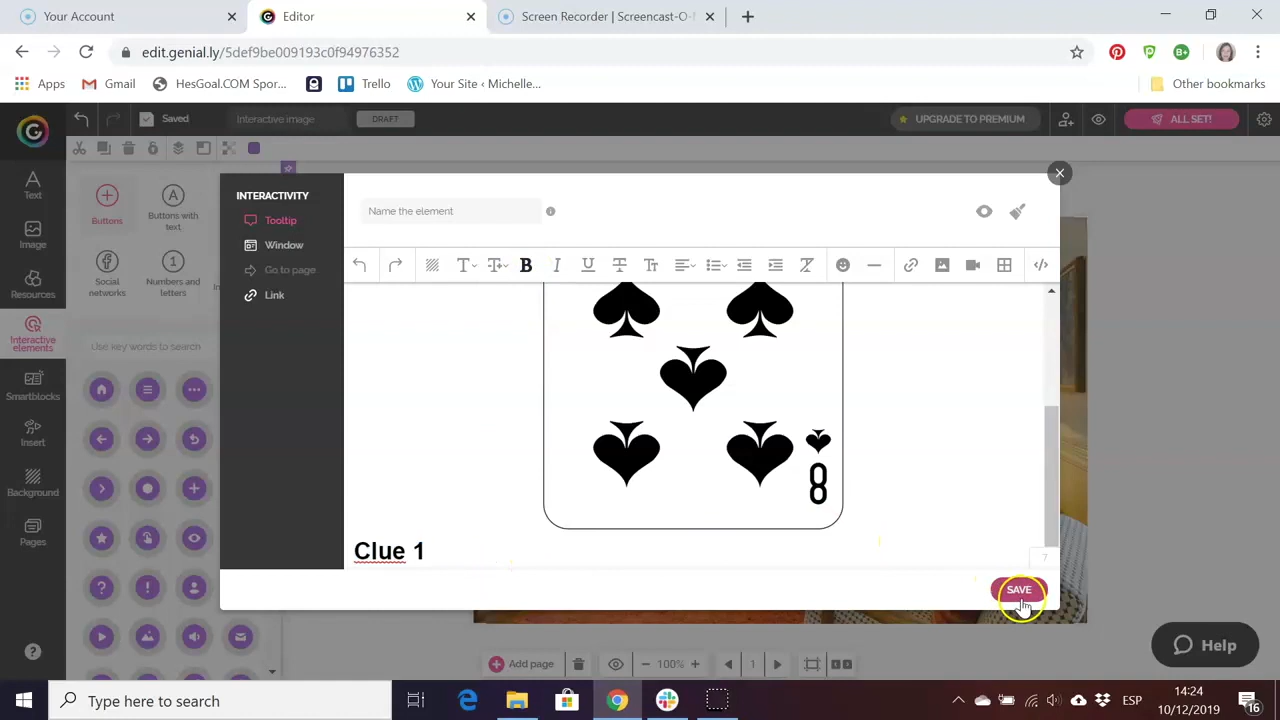 Your Account
Editor
Screen Recorder | Screencast-O-
edit.genial.ly/5def9be009193c0f94976352
Apps
Gmail
HesGoal.COM Spor...
Trello
Your Site ‹ Michelle...
Other bookmarks
Saved
Interactive image
DRAFT
UPGRADE TO PREMIUM
ALL SET!
Text
Image
Resources
Interactive
elements
Smartblocks
Insert
Background
Pages
Buttons
Buttons with
text
Social
networks
Numbers and
letters
Use key words to search
INTERACTIVITY
Tooltip
Window
Go to page
Link
Name the element
8
Clue 1
7
SAVE
Add page
100%
1
Help
Type here to search
ESP
14:24
10/12/2019
16